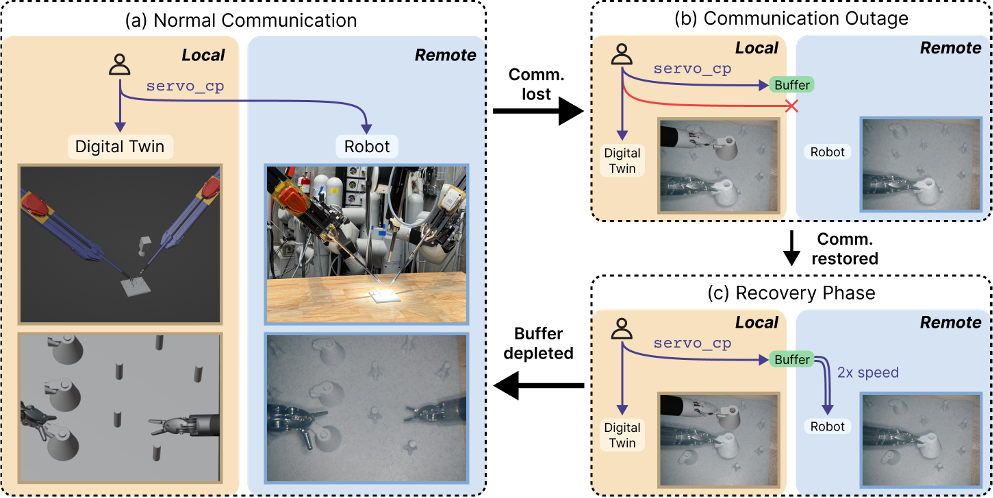 (a) Normal Communication
Local
Remote
servo_cp
Digital Twin
Robot
Comm.
lost
(b) Communication Outage
Local
Remote
servo_cp
Buffer
Digital
Twin
Robot
Comm.
restored
(c) Recovery Phase
Local
Remote
servo_cp
Buffer
2x speed
Digital
Twin
Robot
Buffer
depleted